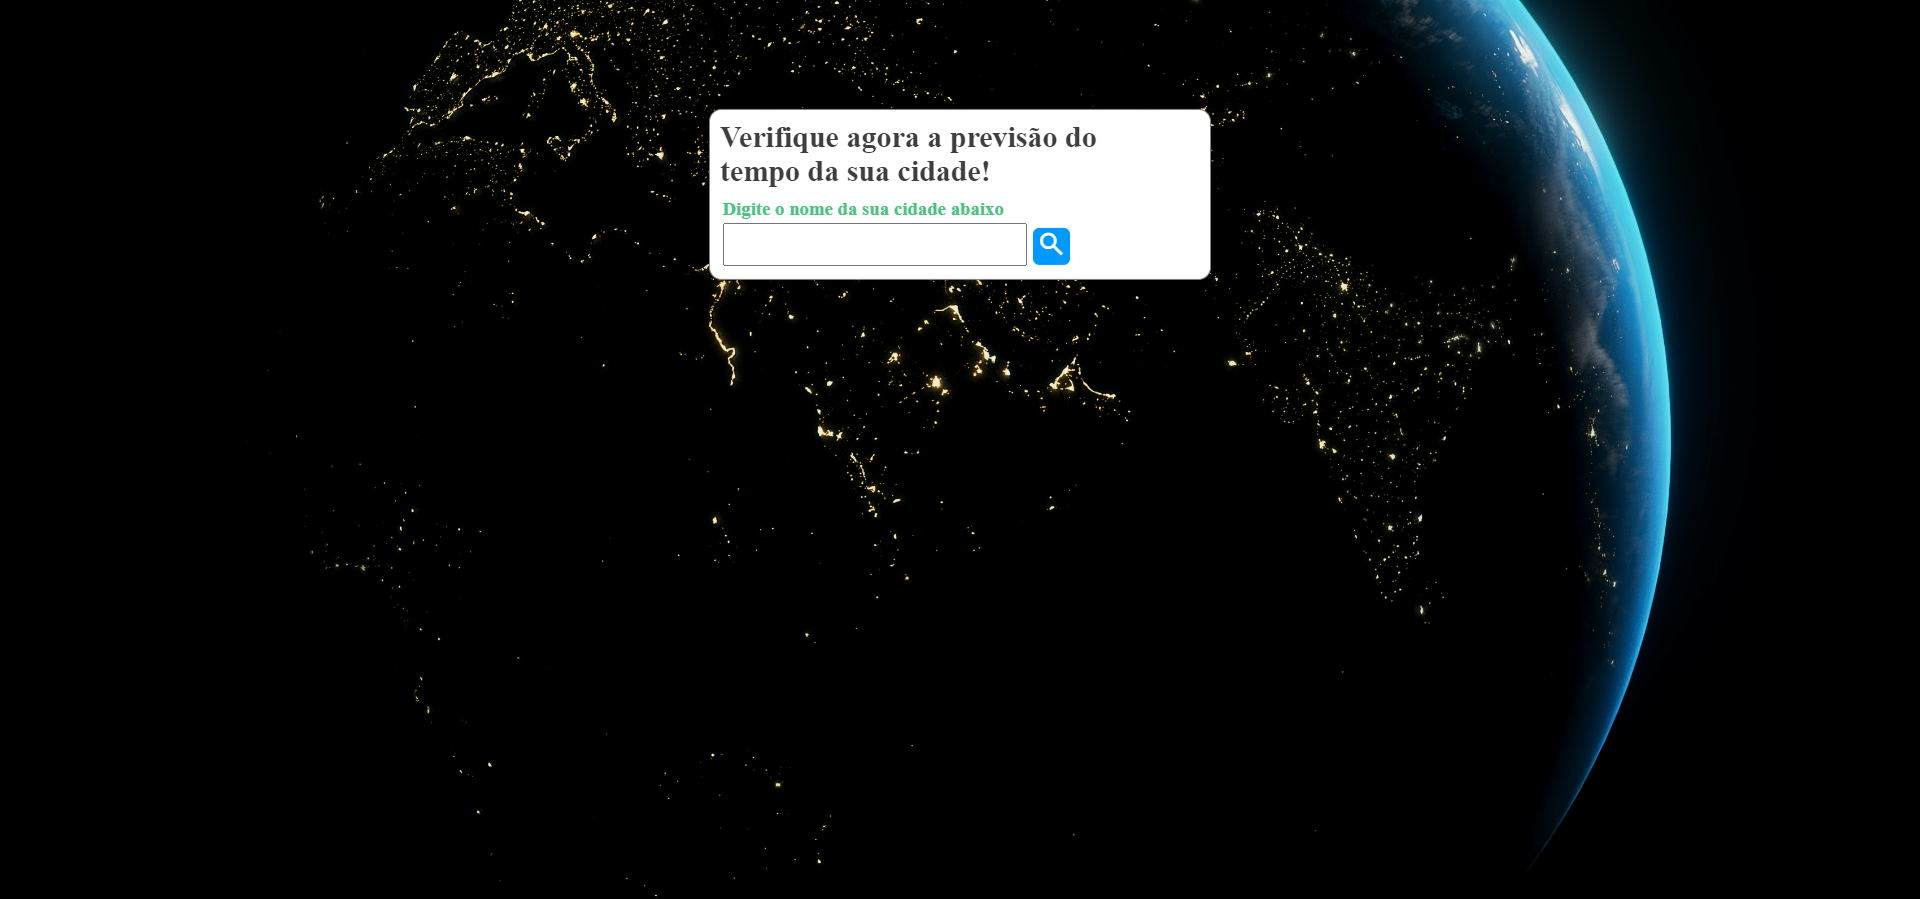 Verifique agora a previsão do
tempo da sua cidade!
Digite o nome da sua cidade abaixo